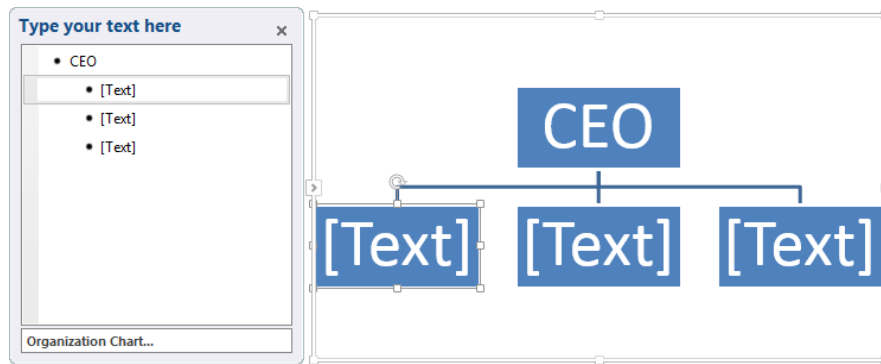 Type your text here
CEO
[Text]
[Text]
[Text]
Organization Chart...
CEO
[Text] [Text] [Text]